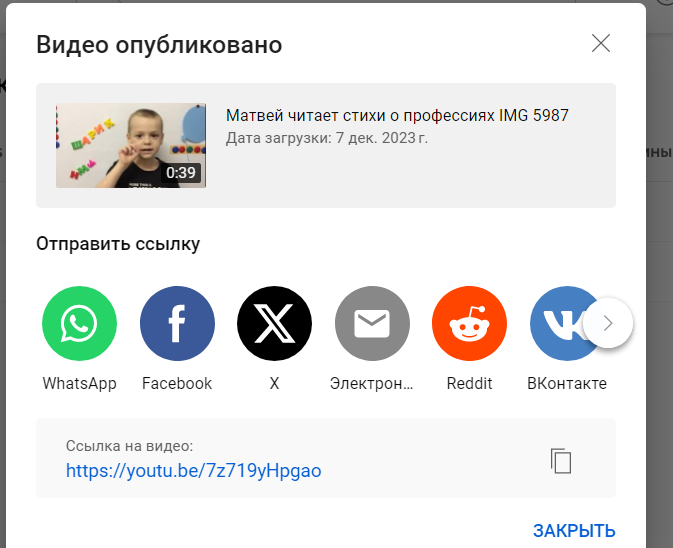 Видео опубликовано
ШАРИК
0:39
Матвей читает стихи о профессиях IMG 5987
Дата загрузки: 7 дек. 2023 г.
Отправить ссылку
WhatsApp
Facebook
X
Электрон...
Reddit
ВКонтакте
Ссылка на видео:
https://youtu.be/7z719yHpgao
ЗАКРЫТЬ